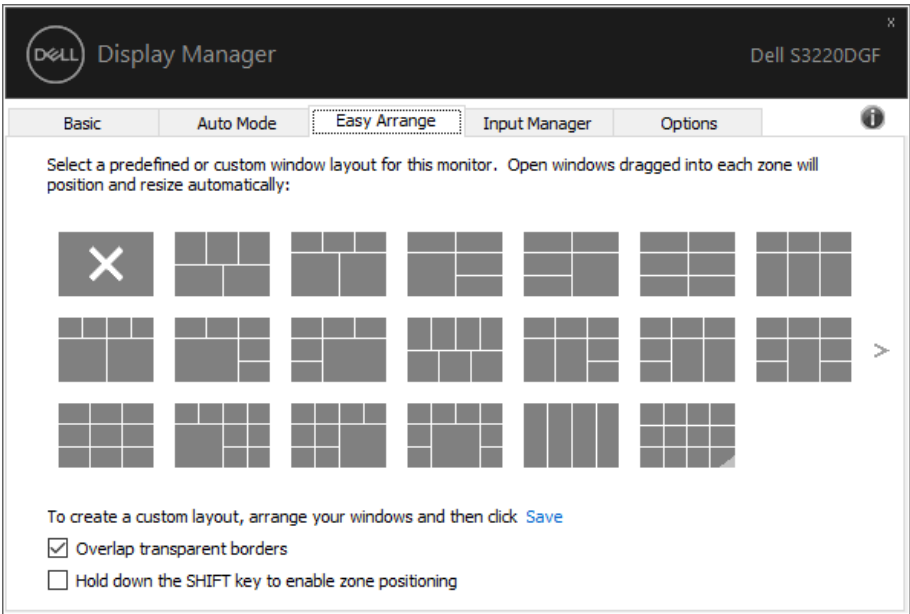 DELL Display Manager
x
Dell S3220DGF
Basic Auto Mode Easy Arrange Input Manager Options
Select a predefined or custom window layout for this monitor. Open windows dragged into each zone will
position and resize automatically:
>
To create a custom layout, arrange your windows and then click Save
Overlap transparent borders
Hold down the SHIFT key to enable zone positioning